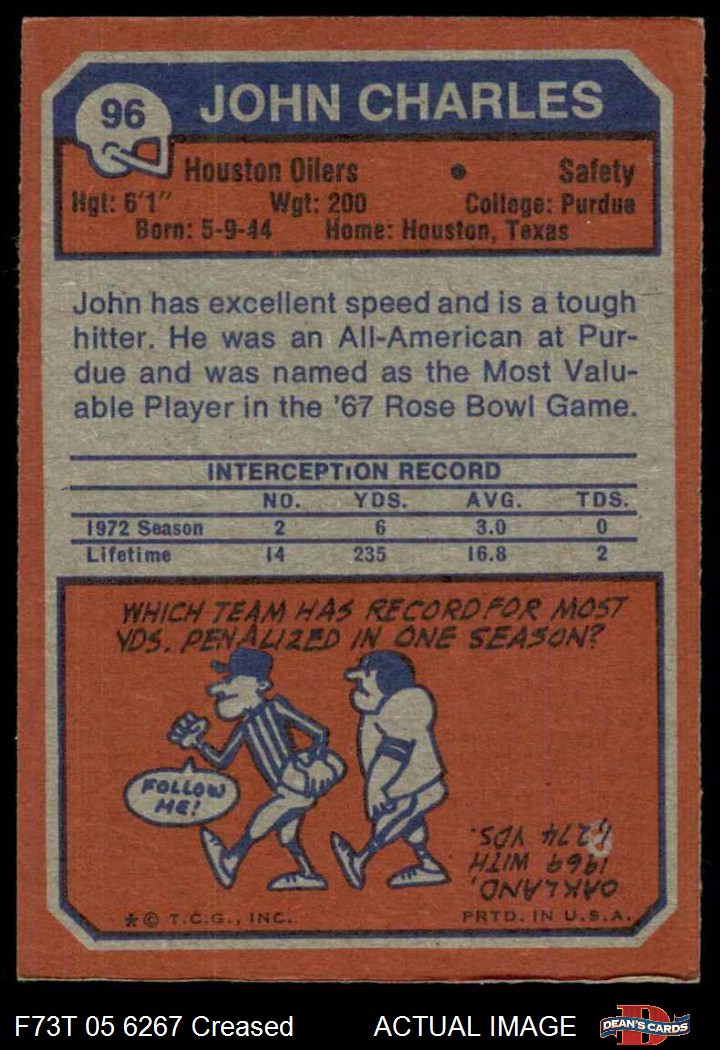 96
JOHN CHARLES
Houston Oilers • Safety
Hgt: 6'1" Wgt: 200 College: Purdue
Born: 5-9-44 Home: Houston, Texas
John has excellent speed and is a tough
hitter. He was an All-American at Pur-
due and was named as the Most Valu-
able Player in the '67 Rose Bowl Game.
INTERCEPTION RECORD
NO. YDS. AVG. TDS.
1972 Season 2 6 3.0 0
Lifetime 14 235 16.8 2
WHICH TEAM HAS RECORD FOR MOST
YDS. PENALIZED IN ONE SEASON?
FOLLOW
ME!
OAKLAND,
1969 WITH
1,274 YDS.
* © T.C.G., INC. PRTD. IN U.S.A.
F73T 05 6267 Creased ACTUAL IMAGE
D
DEAN'S CARDS